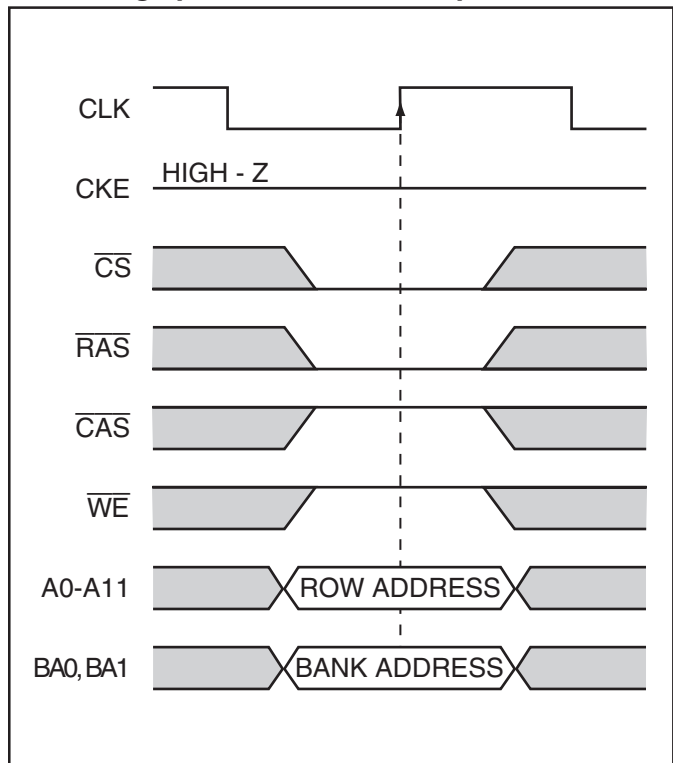 CLK
CKE HIGH - Z
CS
RAS
CAS
WE
A0-A11 ROW ADDRESS
BA0, BA1 BANK ADDRESS